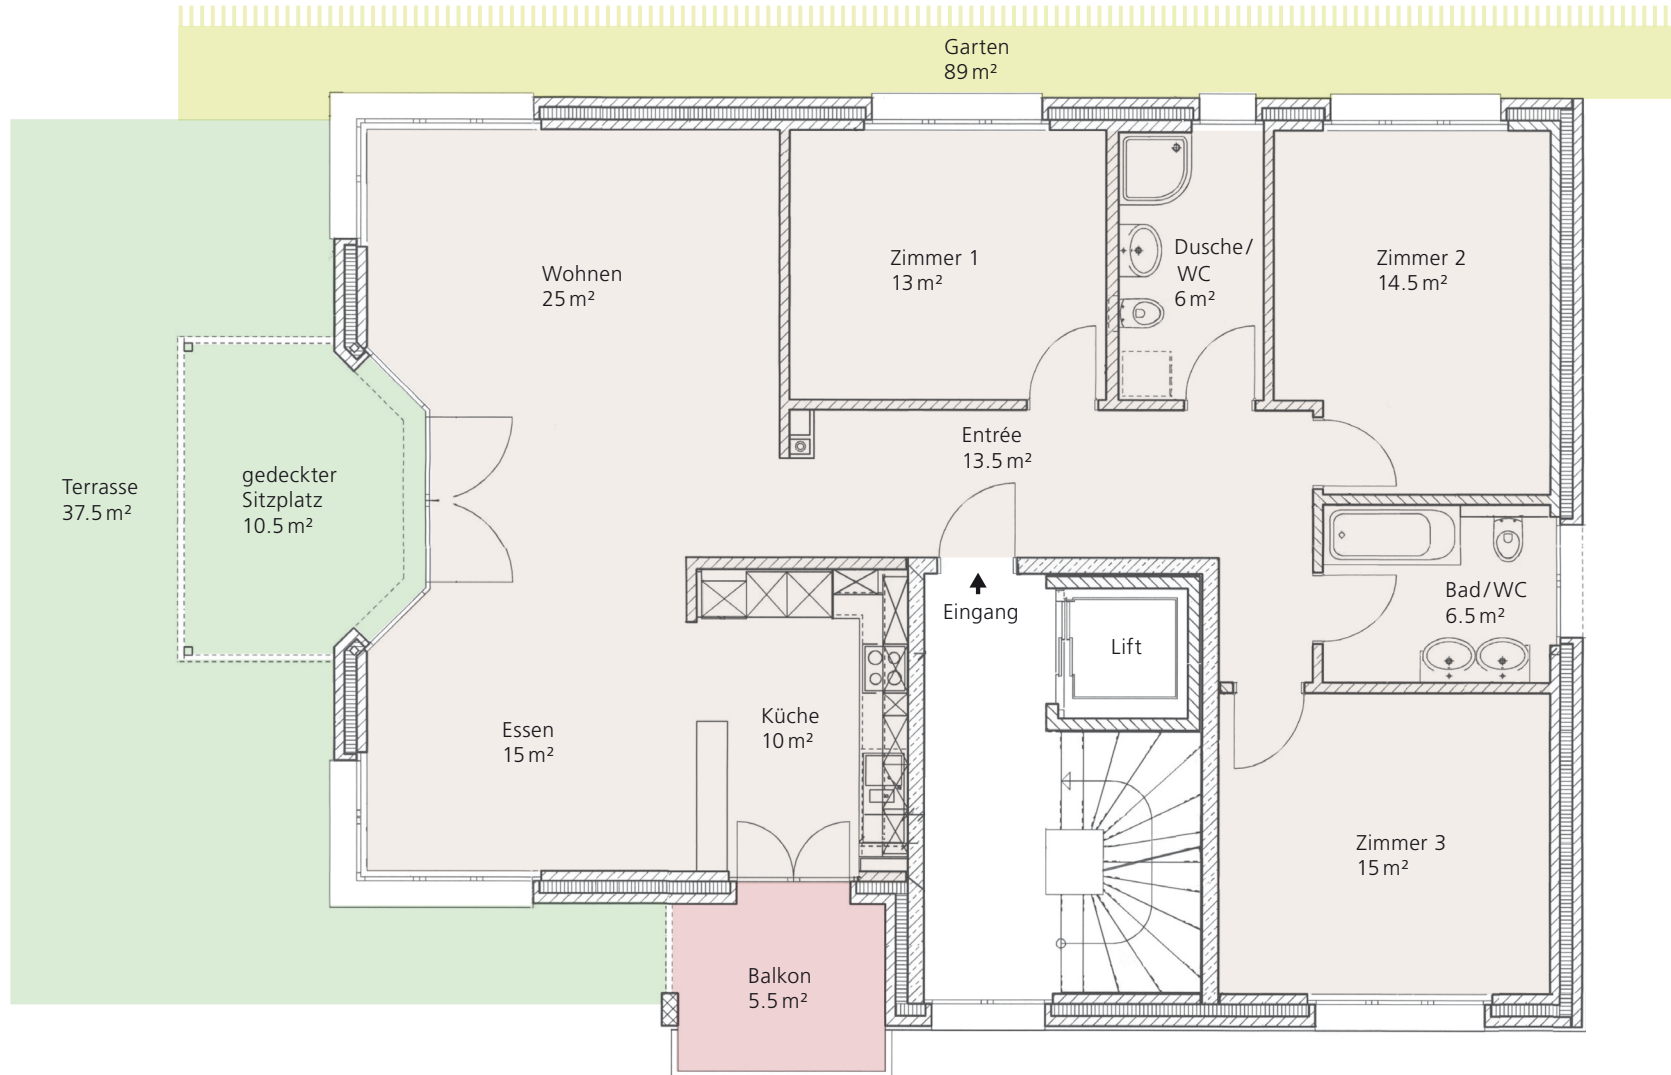 Garten
89 m²
Wohnen
25 m²
Zimmer 1
13 m²
Dusche/
WC
6 m²
Zimmer 2
14.5 m²
Entrée
13.5 m²
Terrasse
37.5 m²
gedeckter
Sitzplatz
10.5 m²
Eingang
Lift
Bad/WC
6.5 m²
Essen
15 m²
Küche
10 m²
Zimmer 3
15 m²
Balkon
5.5 m²